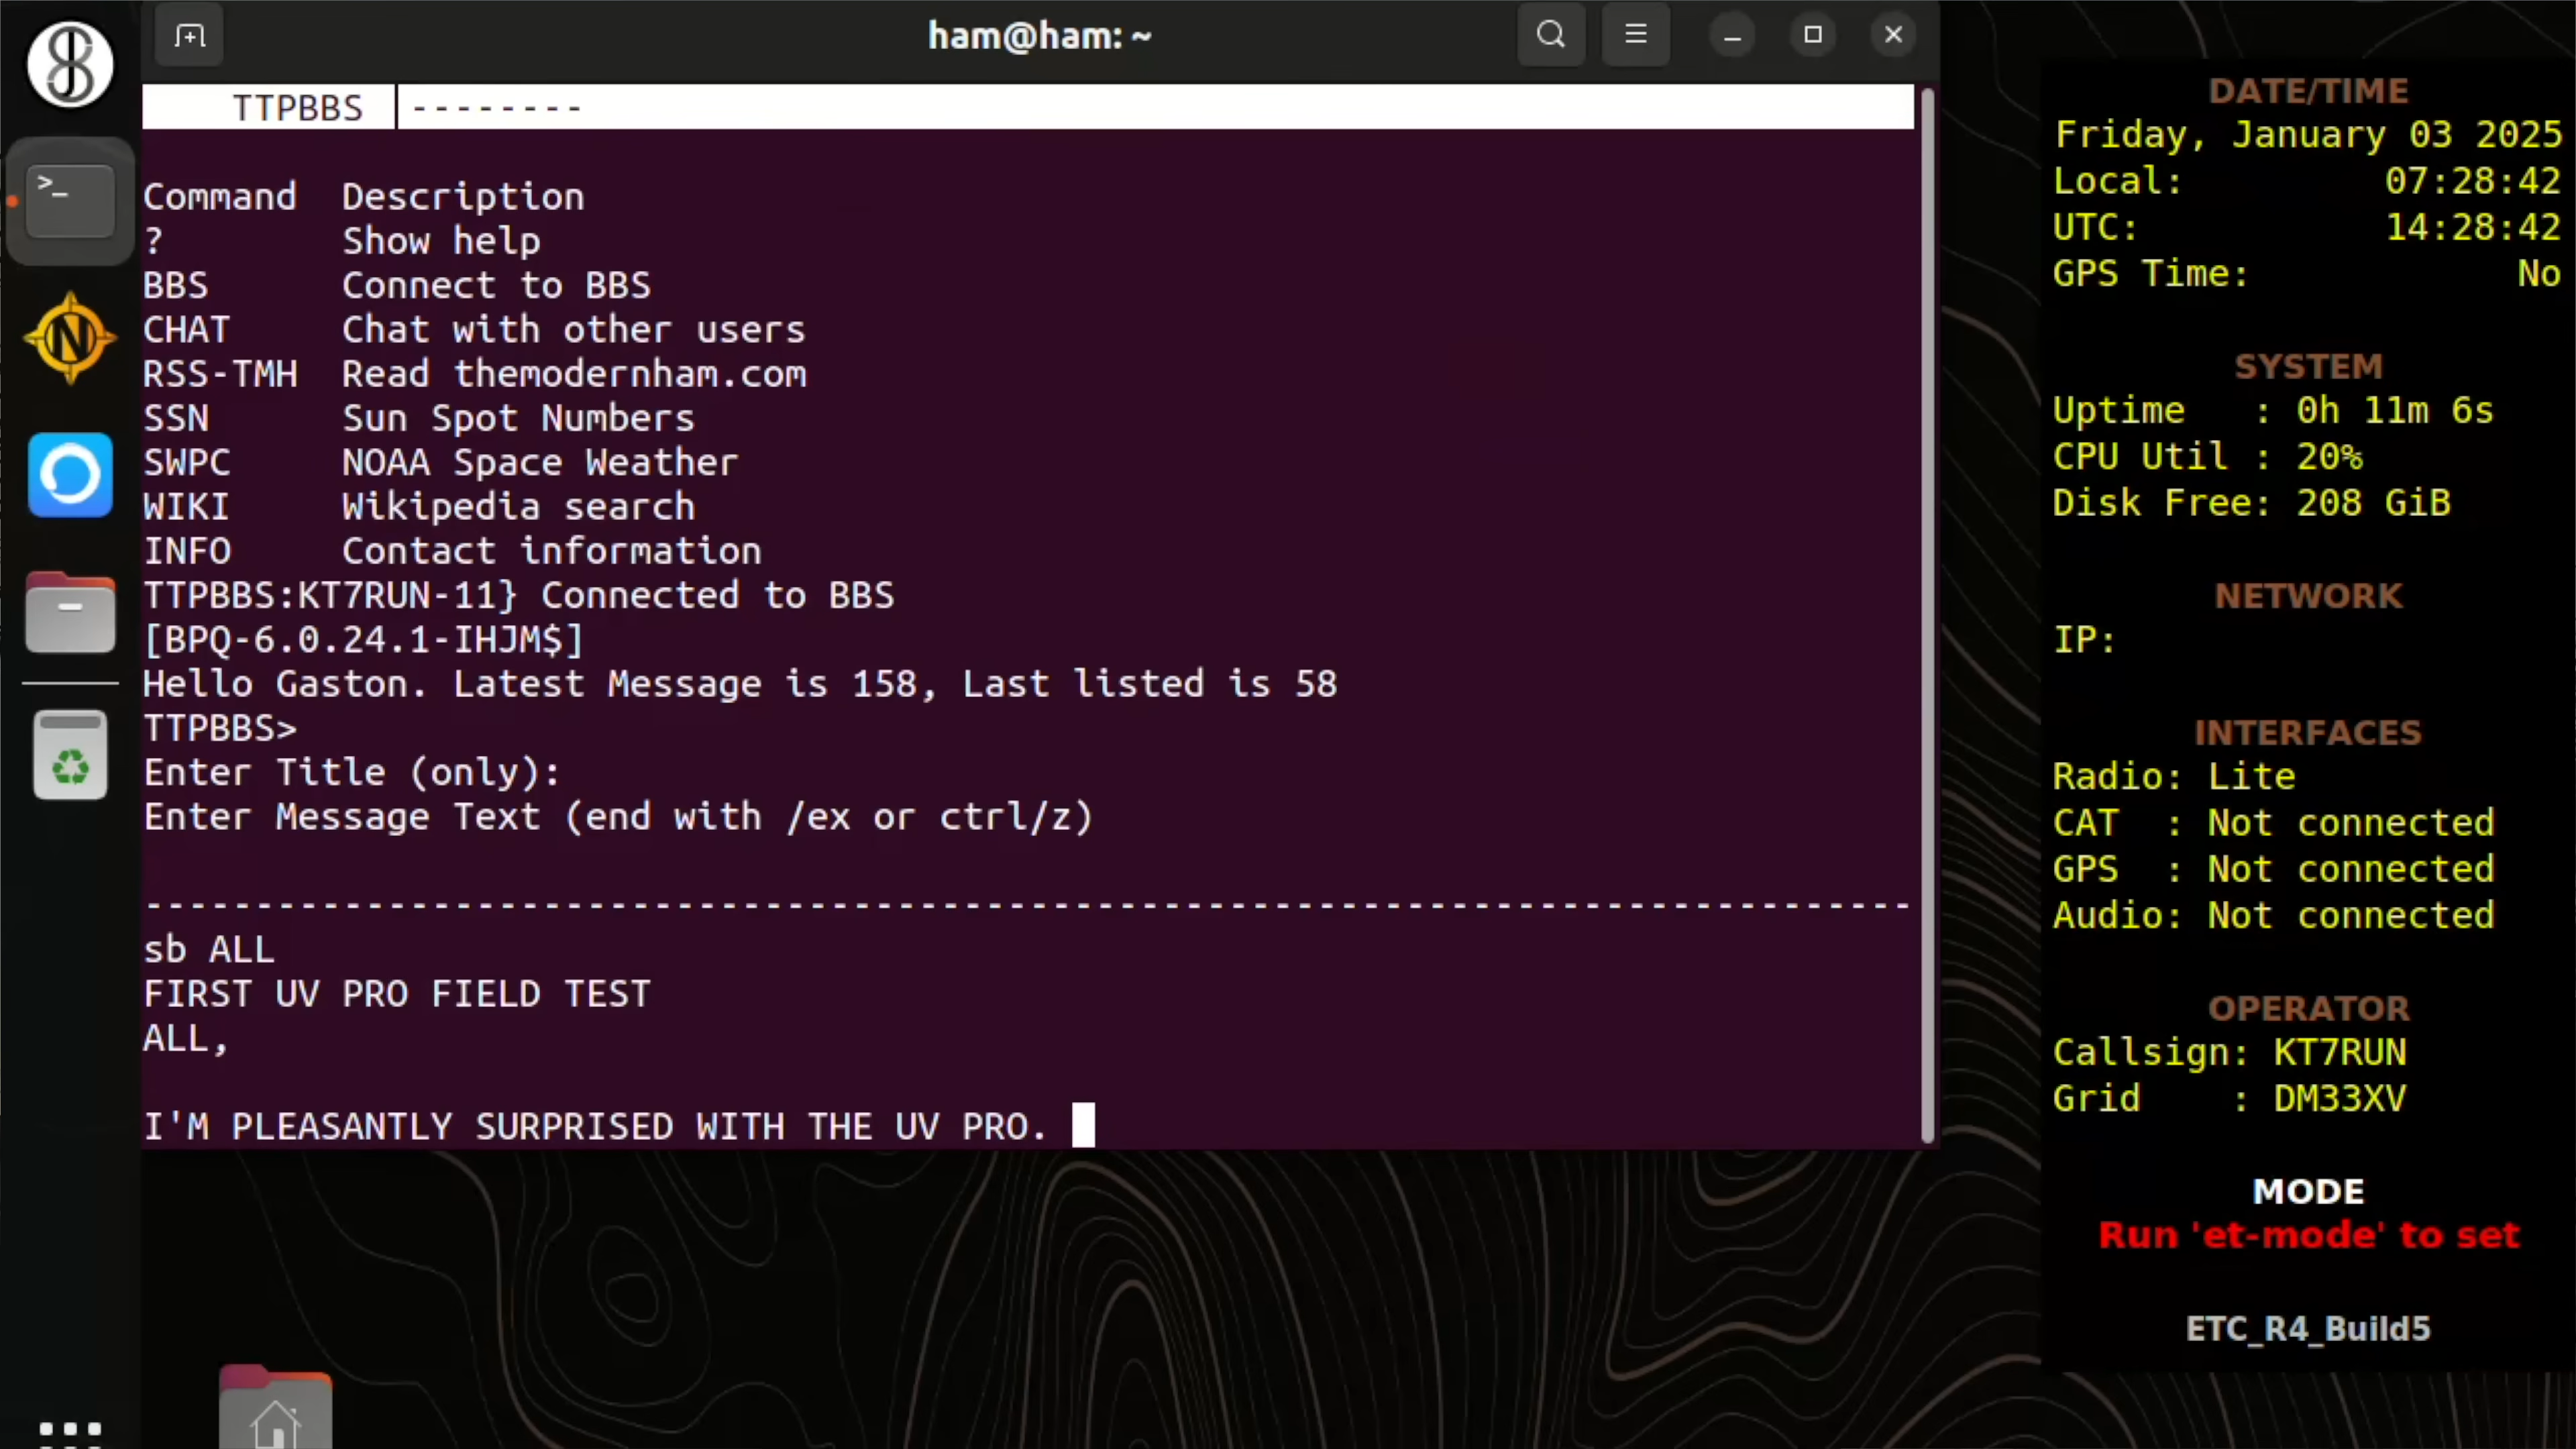 ham@ham: ~
TTPBBS --------
Command Description
? Show help
BBS Connect to BBS
CHAT Chat with other users
RSS-TMH Read themodernham.com
SSN Sun Spot Numbers
SWPC NOAA Space Weather
WIKI Wikipedia search
INFO Contact information
TTPBBS:KT7RUN-11} Connected to BBS
[BPQ-6.0.24.1-IHJM$]
Hello Gaston. Latest Message is 158, Last listed is 58
TTPBBS>
Enter Title (only):
Enter Message Text (end with /ex or ctrl/z)
--------------------------------------------------------------------------------
sb ALL
FIRST UV PRO FIELD TEST
ALL,
I'M PLEASANTLY SURPRISED WITH THE UV PRO.
>_
N
DATE/TIME
Friday, January 03 2025
Local: 07:28:42
UTC: 14:28:42
GPS Time: No
SYSTEM
Uptime : 0h 11m 6s
CPU Util : 20%
Disk Free: 208 GiB
NETWORK
IP:
INTERFACES
Radio: Lite
CAT : Not connected
GPS : Not connected
Audio: Not connected
OPERATOR
Callsign: KT7RUN
Grid : DM33XV
MODE
Run 'et-mode' to set
ETC_R4_Build5